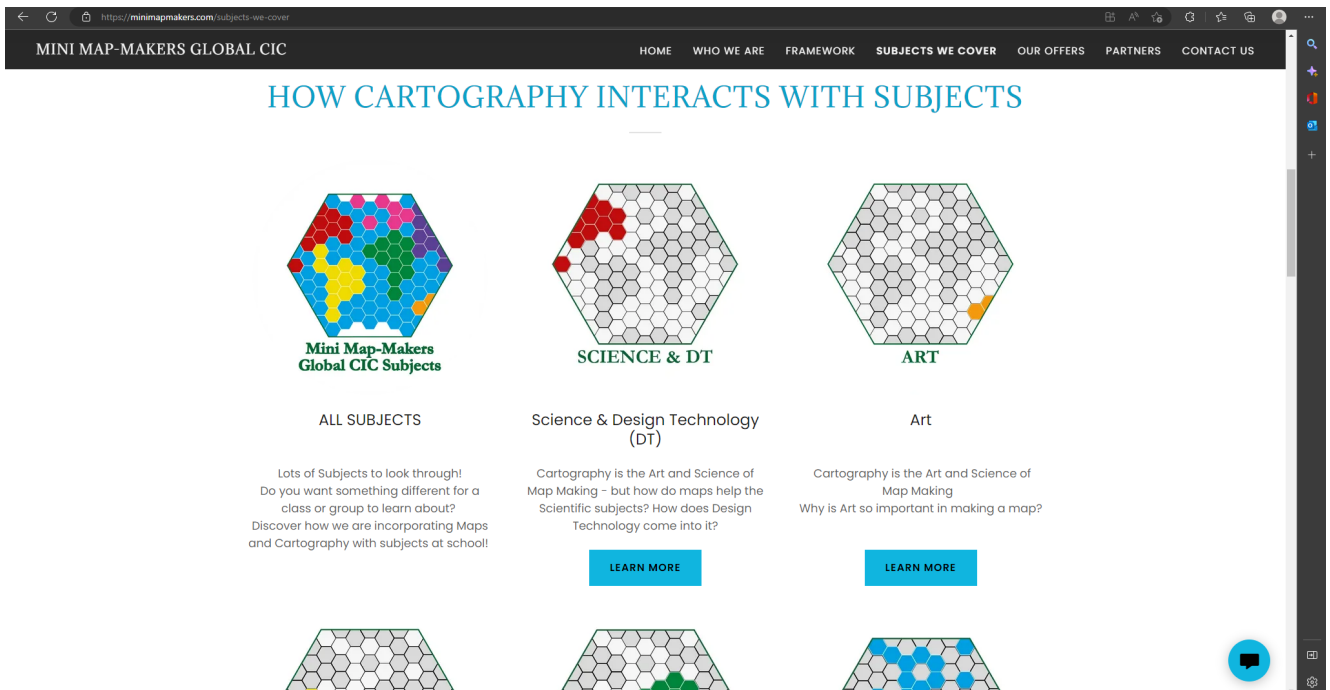 https://minimapmakers.com/subjects-we-cover
MINI MAP-MAKERS GLOBAL CIC
HOME WHO WE ARE FRAMEWORK SUBJECTS WE COVER OUR OFFERS PARTNERS CONTACT US
HOW CARTOGRAPHY INTERACTS WITH SUBJECTS
Mini Map-Makers
Global CIC Subjects
SCIENCE & DT
ART
ALL SUBJECTS
Lots of Subjects to look through!
Do you want something different for a
class or group to learn about?
Discover how we are incorporating Maps
and Cartography with subjects at school!
Science & Design Technology
(DT)
Cartography is the Art and Science of
Map Making - but how do maps help the
Scientific subjects? How does Design
Technology come into it?
LEARN MORE
Art
Cartography is the Art and Science of
Map Making
Why is Art so important in making a map?
LEARN MORE